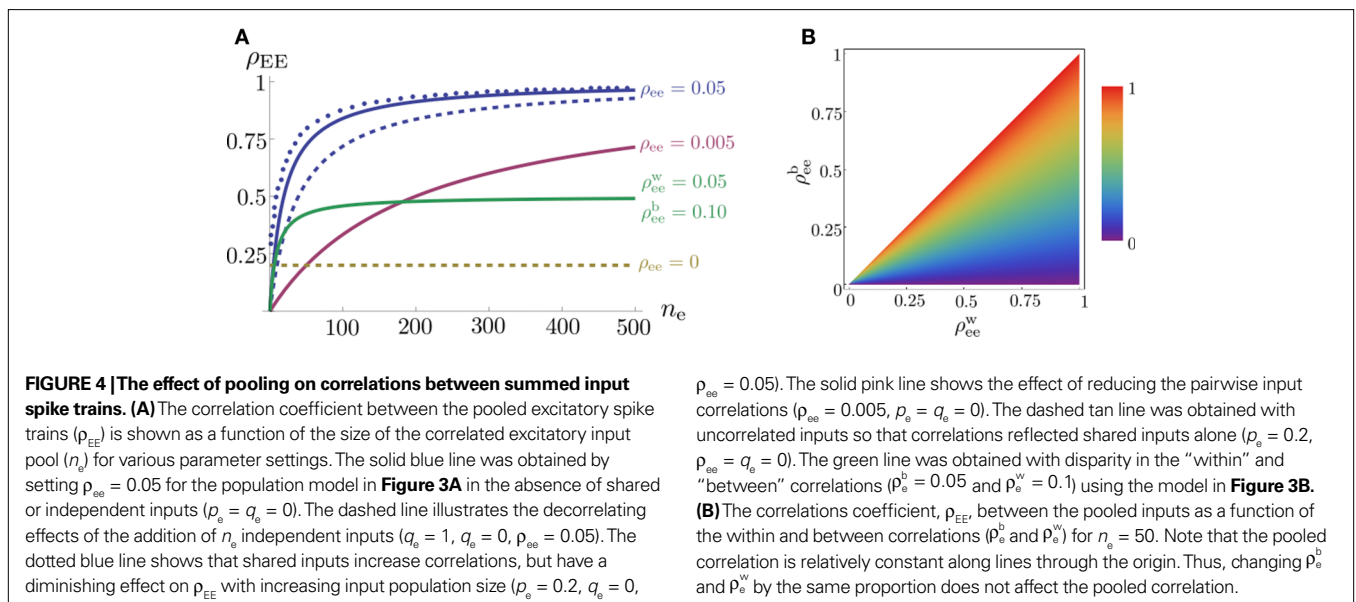 A
ρEE
1
0.75
0.5
0.25
100
200
300
400
500
nₑ
ρee = 0.05
ρee = 0.005
ρʷee = 0.05
ρᵇee = 0.10
ρee = 0
B
1
0.75
0.5
0.25
0
ρᵇee
0
0.25
0.5
0.75
1
ρʷee
1
0
FIGURE 4 | The effect of pooling on correlations between summed input
spike trains. (A) The correlation coefficient between the pooled excitatory spike
trains (ρEE) is shown as a function of the size of the correlated excitatory input
pool (nₑ) for various parameter settings. The solid blue line was obtained by
setting ρee = 0.05 for the population model in Figure 3A in the absence of shared
or independent inputs (pₑ = qₑ = 0). The dashed line illustrates the decorrelating
effects of the addition of nₑ independent inputs (qₑ = 1, qₑ = 0, ρee = 0.05). The
dotted blue line shows that shared inputs increase correlations, but have a
diminishing effect on ρEE with increasing input population size (pₑ = 0.2, qₑ = 0,
ρee = 0.05). The solid pink line shows the effect of reducing the pairwise input
correlations (ρee = 0.005, pₑ = qₑ = 0). The dashed tan line was obtained with
uncorrelated inputs so that correlations reflected shared inputs alone (pₑ = 0.2,
ρee = qₑ = 0). The green line was obtained with disparity in the "within" and
"between" correlations (ρᵇₑ = 0.05 and ρʷₑ = 0.1) using the model in Figure 3B.
(B) The correlations coefficient, ρEE, between the pooled inputs as a function of
the within and between correlations (ρᵇₑ and ρʷₑ) for nₑ = 50. Note that the pooled
correlation is relatively constant along lines through the origin. Thus, changing ρᵇₑ
and ρʷₑ by the same proportion does not affect the pooled correlation.